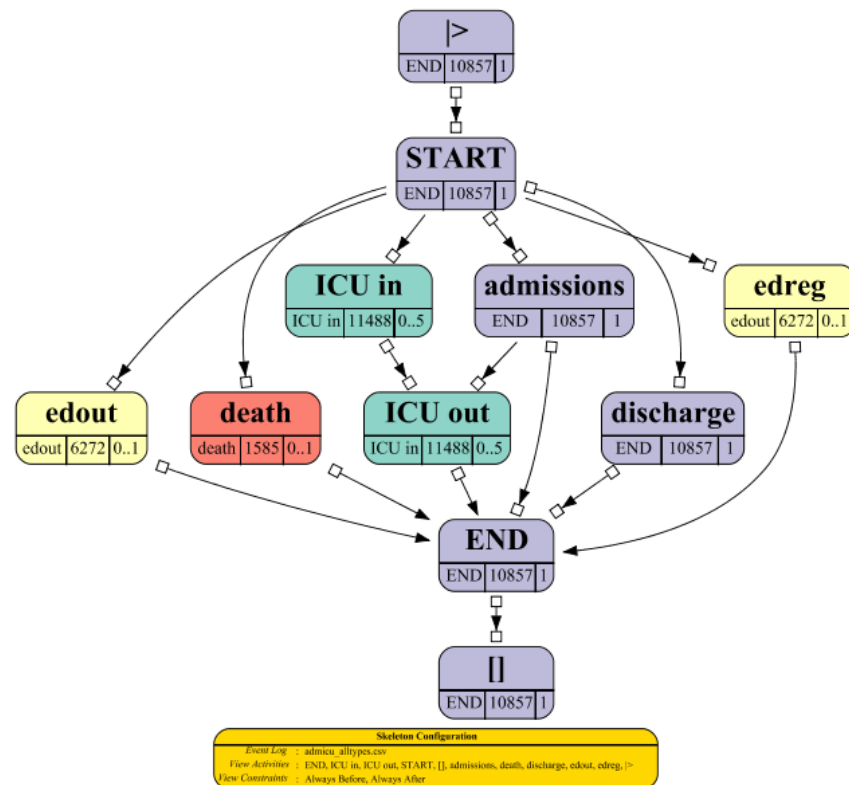 |>
END 10857 1
START
END 10857 1
ICU in
ICU in 11488 0..5
admissions
END 10857 1
edreg
edout 6272 0..1
edout
edout 6272 0..1
death
death 1585 0..1
ICU out
ICU in 11488 0..5
discharge
END 10857 1
END
END 10857 1
[]
END 10857 1
Skeleton Configuration
Event Log : admicu_alltypes.csv
View Activities : END, ICU in, ICU out, START, [], admissions, death, discharge, edout, edreg, |>
View Constraints : Always Before, Always After